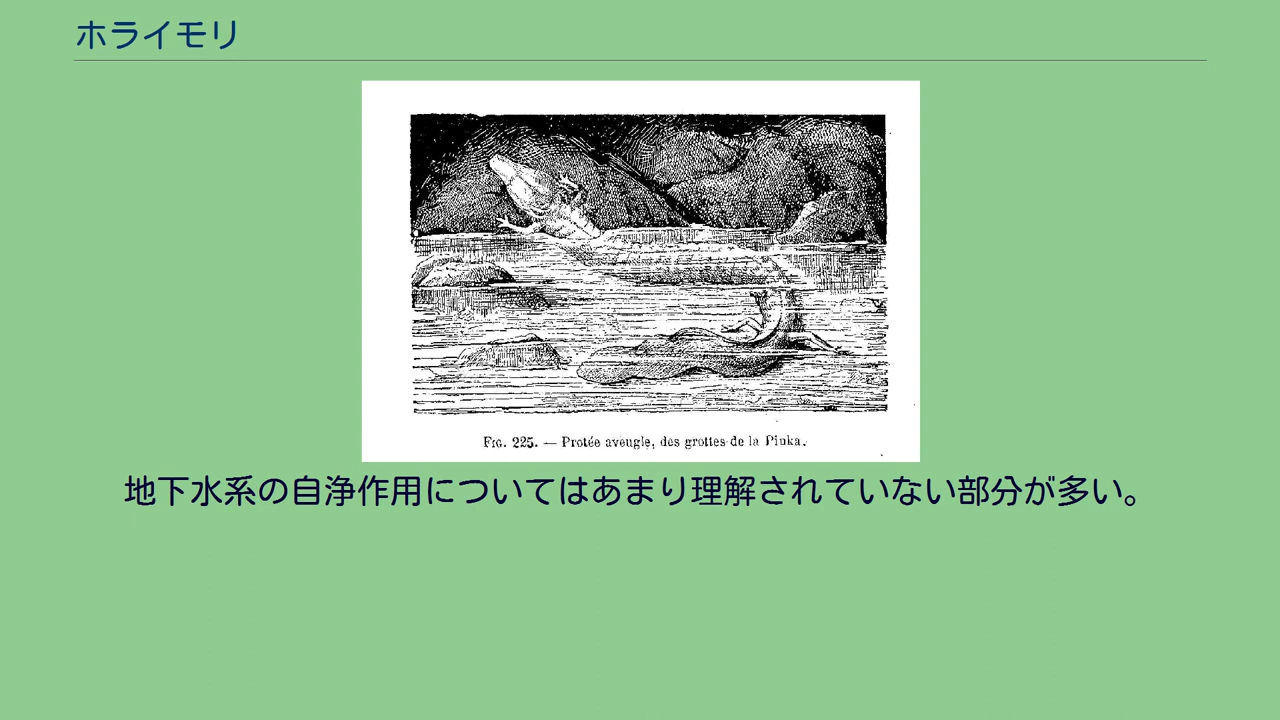 ホライモリ
FIG. 225. — Protée aveugle, des grottes de la Piuka.
地下水系の自浄作用についてはあまり理解されていない部分が多い。